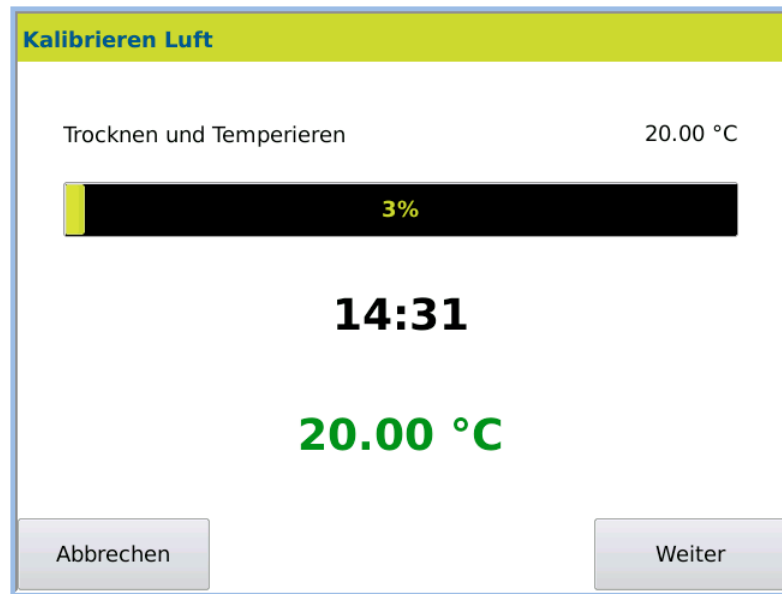 Kalibrieren Luft
Trocknen und Temperieren 20.00 °C
3%
14:31
20.00 °C
Abbrechen Weiter